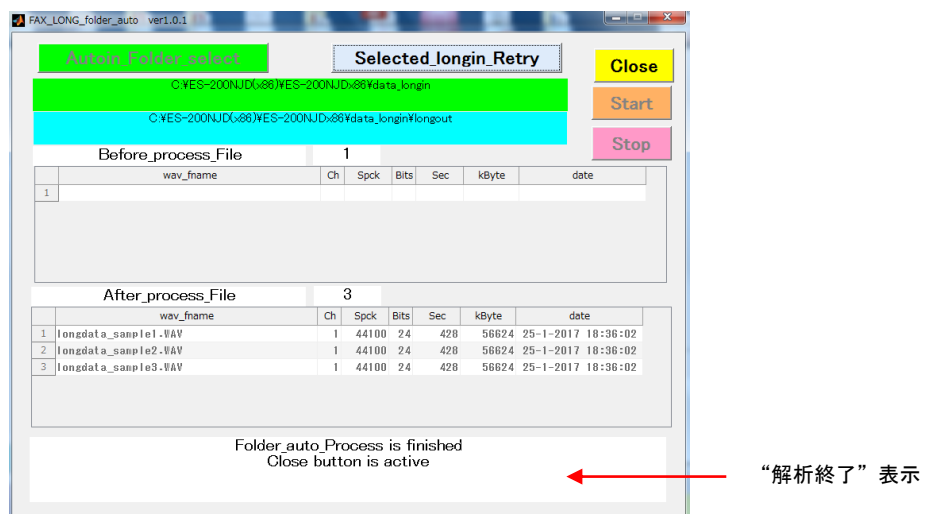 FAX_LONG_folder_auto ver1.0.1
Autoin Folder select
Selected_longin_Retry
Close
C:¥ES-200NJD(x86)¥ES-200NJDx86¥data_longin
Start
C:¥ES-200NJD(x86)¥ES-200NJDx86¥data_longin¥longout
Stop
Before_process_File 1
wav_fname Ch Spck Bits Sec kByte date
1
After_process_File 3
wav_fname Ch Spck Bits Sec kByte date
1 longdata_sample1.WAV 1 44100 24 428 56624 25-1-2017 18:36:02
2 longdata_sample2.WAV 1 44100 24 428 56624 25-1-2017 18:36:02
3 longdata_sample3.WAV 1 44100 24 428 56624 25-1-2017 18:36:02
Folder_auto_Process is finished
Close button is active
“解析終了”表示